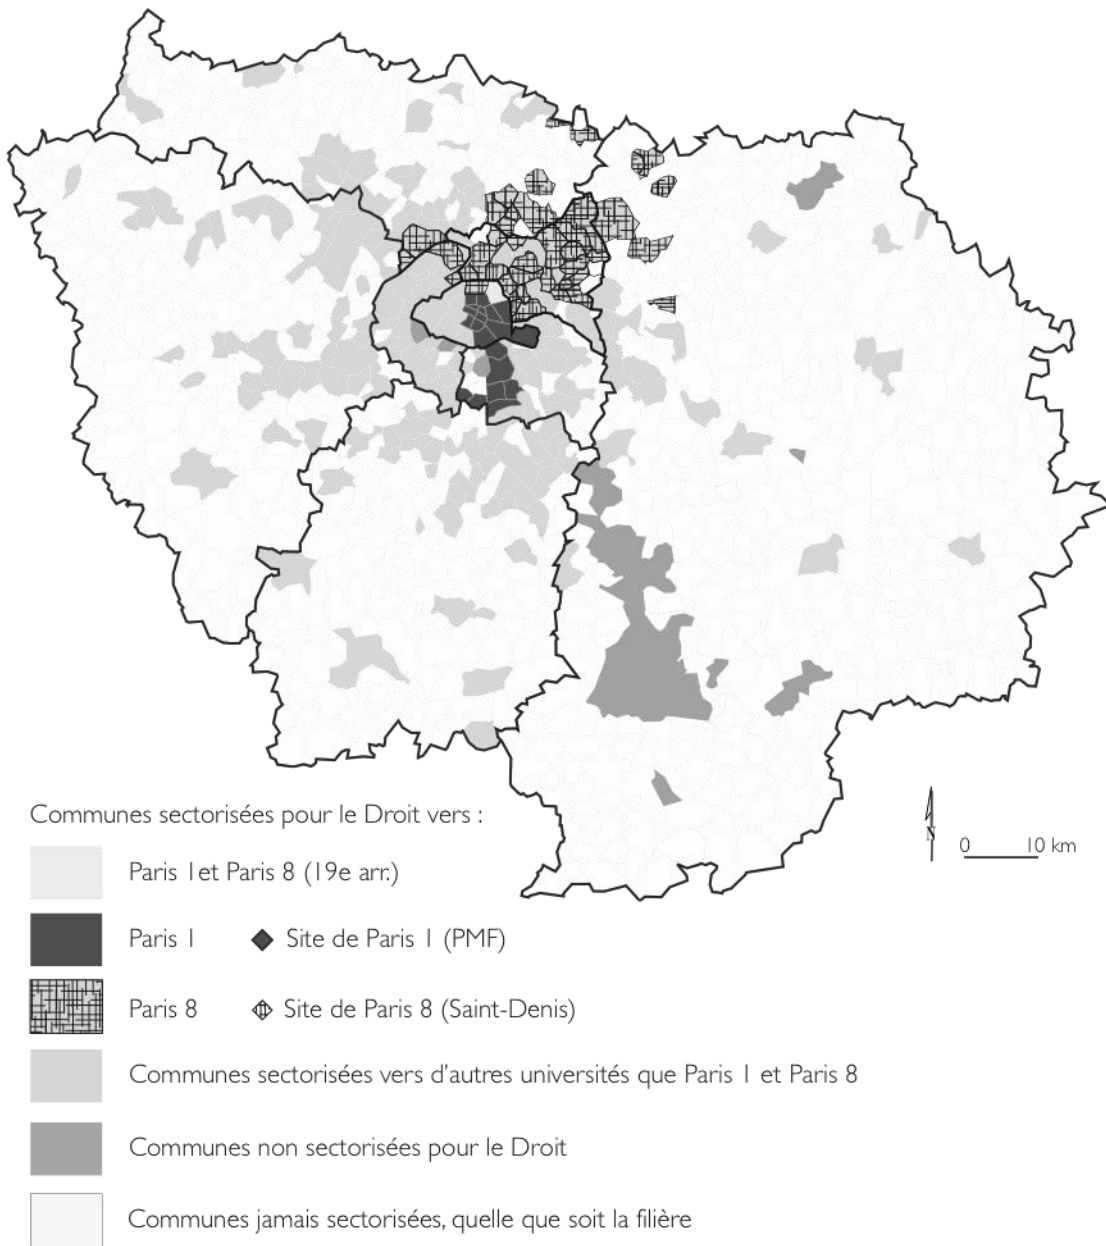 Communes sectorisées pour le Droit vers :
N
0 10 km
Paris 1et Paris 8 (19e arr.)
Paris 1 Site de Paris 1 (PMF)
Paris 8 Site de Paris 8 (Saint-Denis)
Communes sectorisées vers d'autres universités que Paris 1 et Paris 8
Communes non sectorisées pour le Droit
Communes jamais sectorisées, quelle que soit la filière